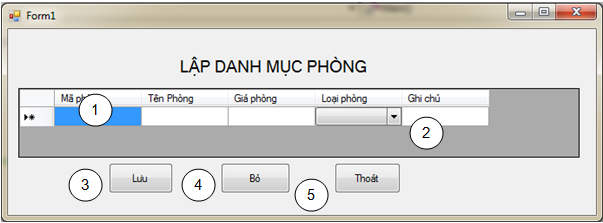 Form1
LẬP DANH MỤC PHÒNG
Mã Tên Phòng Giá phòng Loại phòng Ghi chú
1
2
3 Lưu 4 Bỏ 5 Thoát